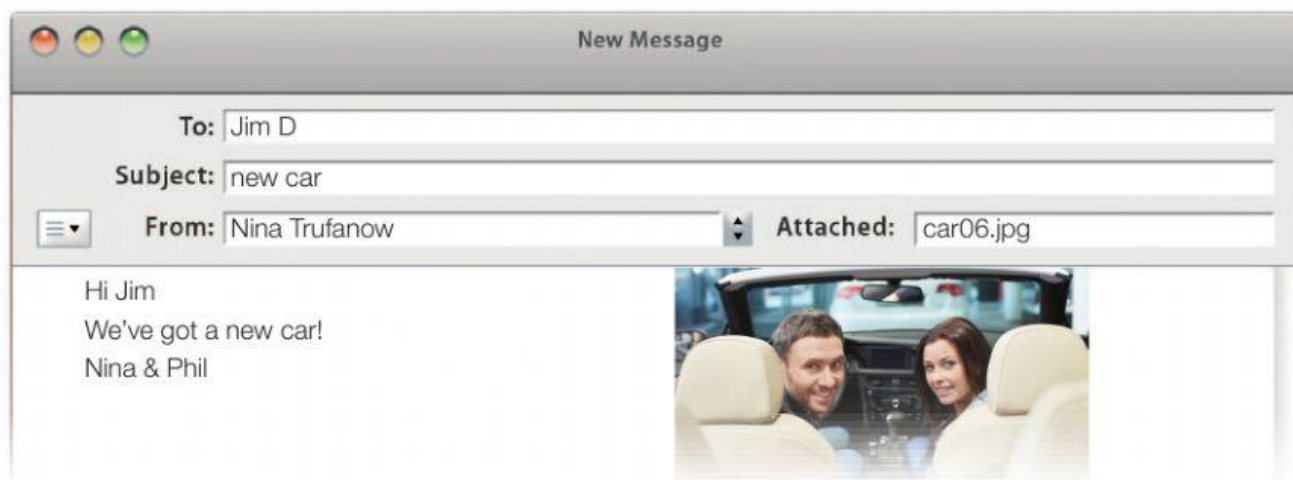 New Message
To: Jim D
Subject: new car
From: Nina Trufanow Attached: car06.jpg
Hi Jim
We've got a new car!
Nina & Phil